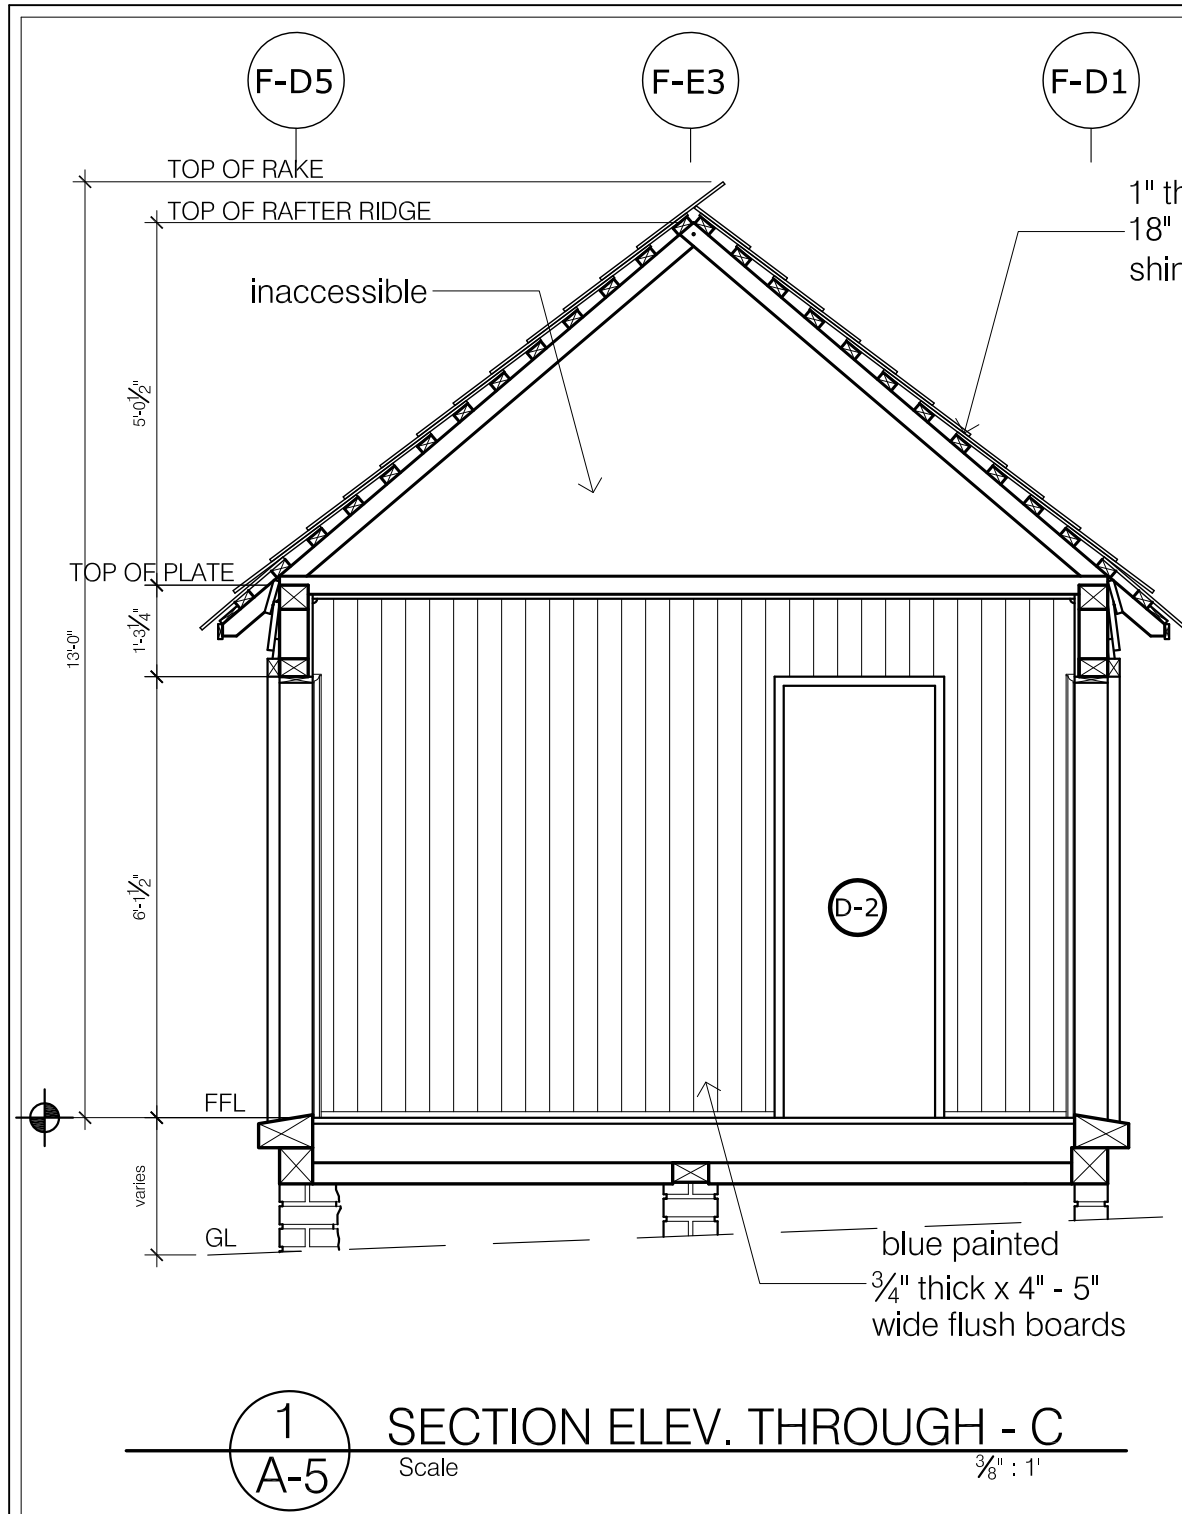 F-D5
F-E3
F-D1
TOP OF RAKE
TOP OF RAFTER RIDGE
1"
18"
inaccessible
5'-0½"
TOP OF PLATE
1'-3¼"
13'-0"
6'-1½"
D-2
FFL
varies
GL
blue painted
¾" thick x 4" - 5"
wide flush boards
1
A-5
SECTION ELEV. THROUGH - C
Scale
⅜" : 1'